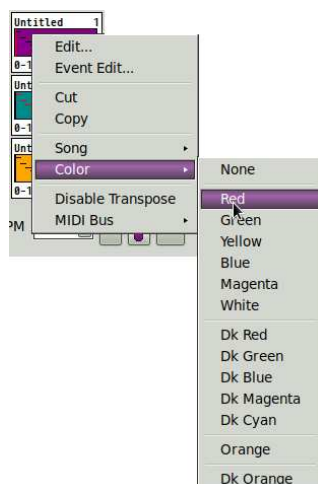 Untitled 1
Edit...
Event Edit...
0-1
Unt
Cut
Copy
0-1
Unt
Song
Color
0-1
Disable Transpose
MIDI Bus
PM
None
Red
Green
Yellow
Blue
Magenta
White
Dk Red
Dk Green
Dk Blue
Dk Magenta
Dk Cyan
Orange
Dk Orange